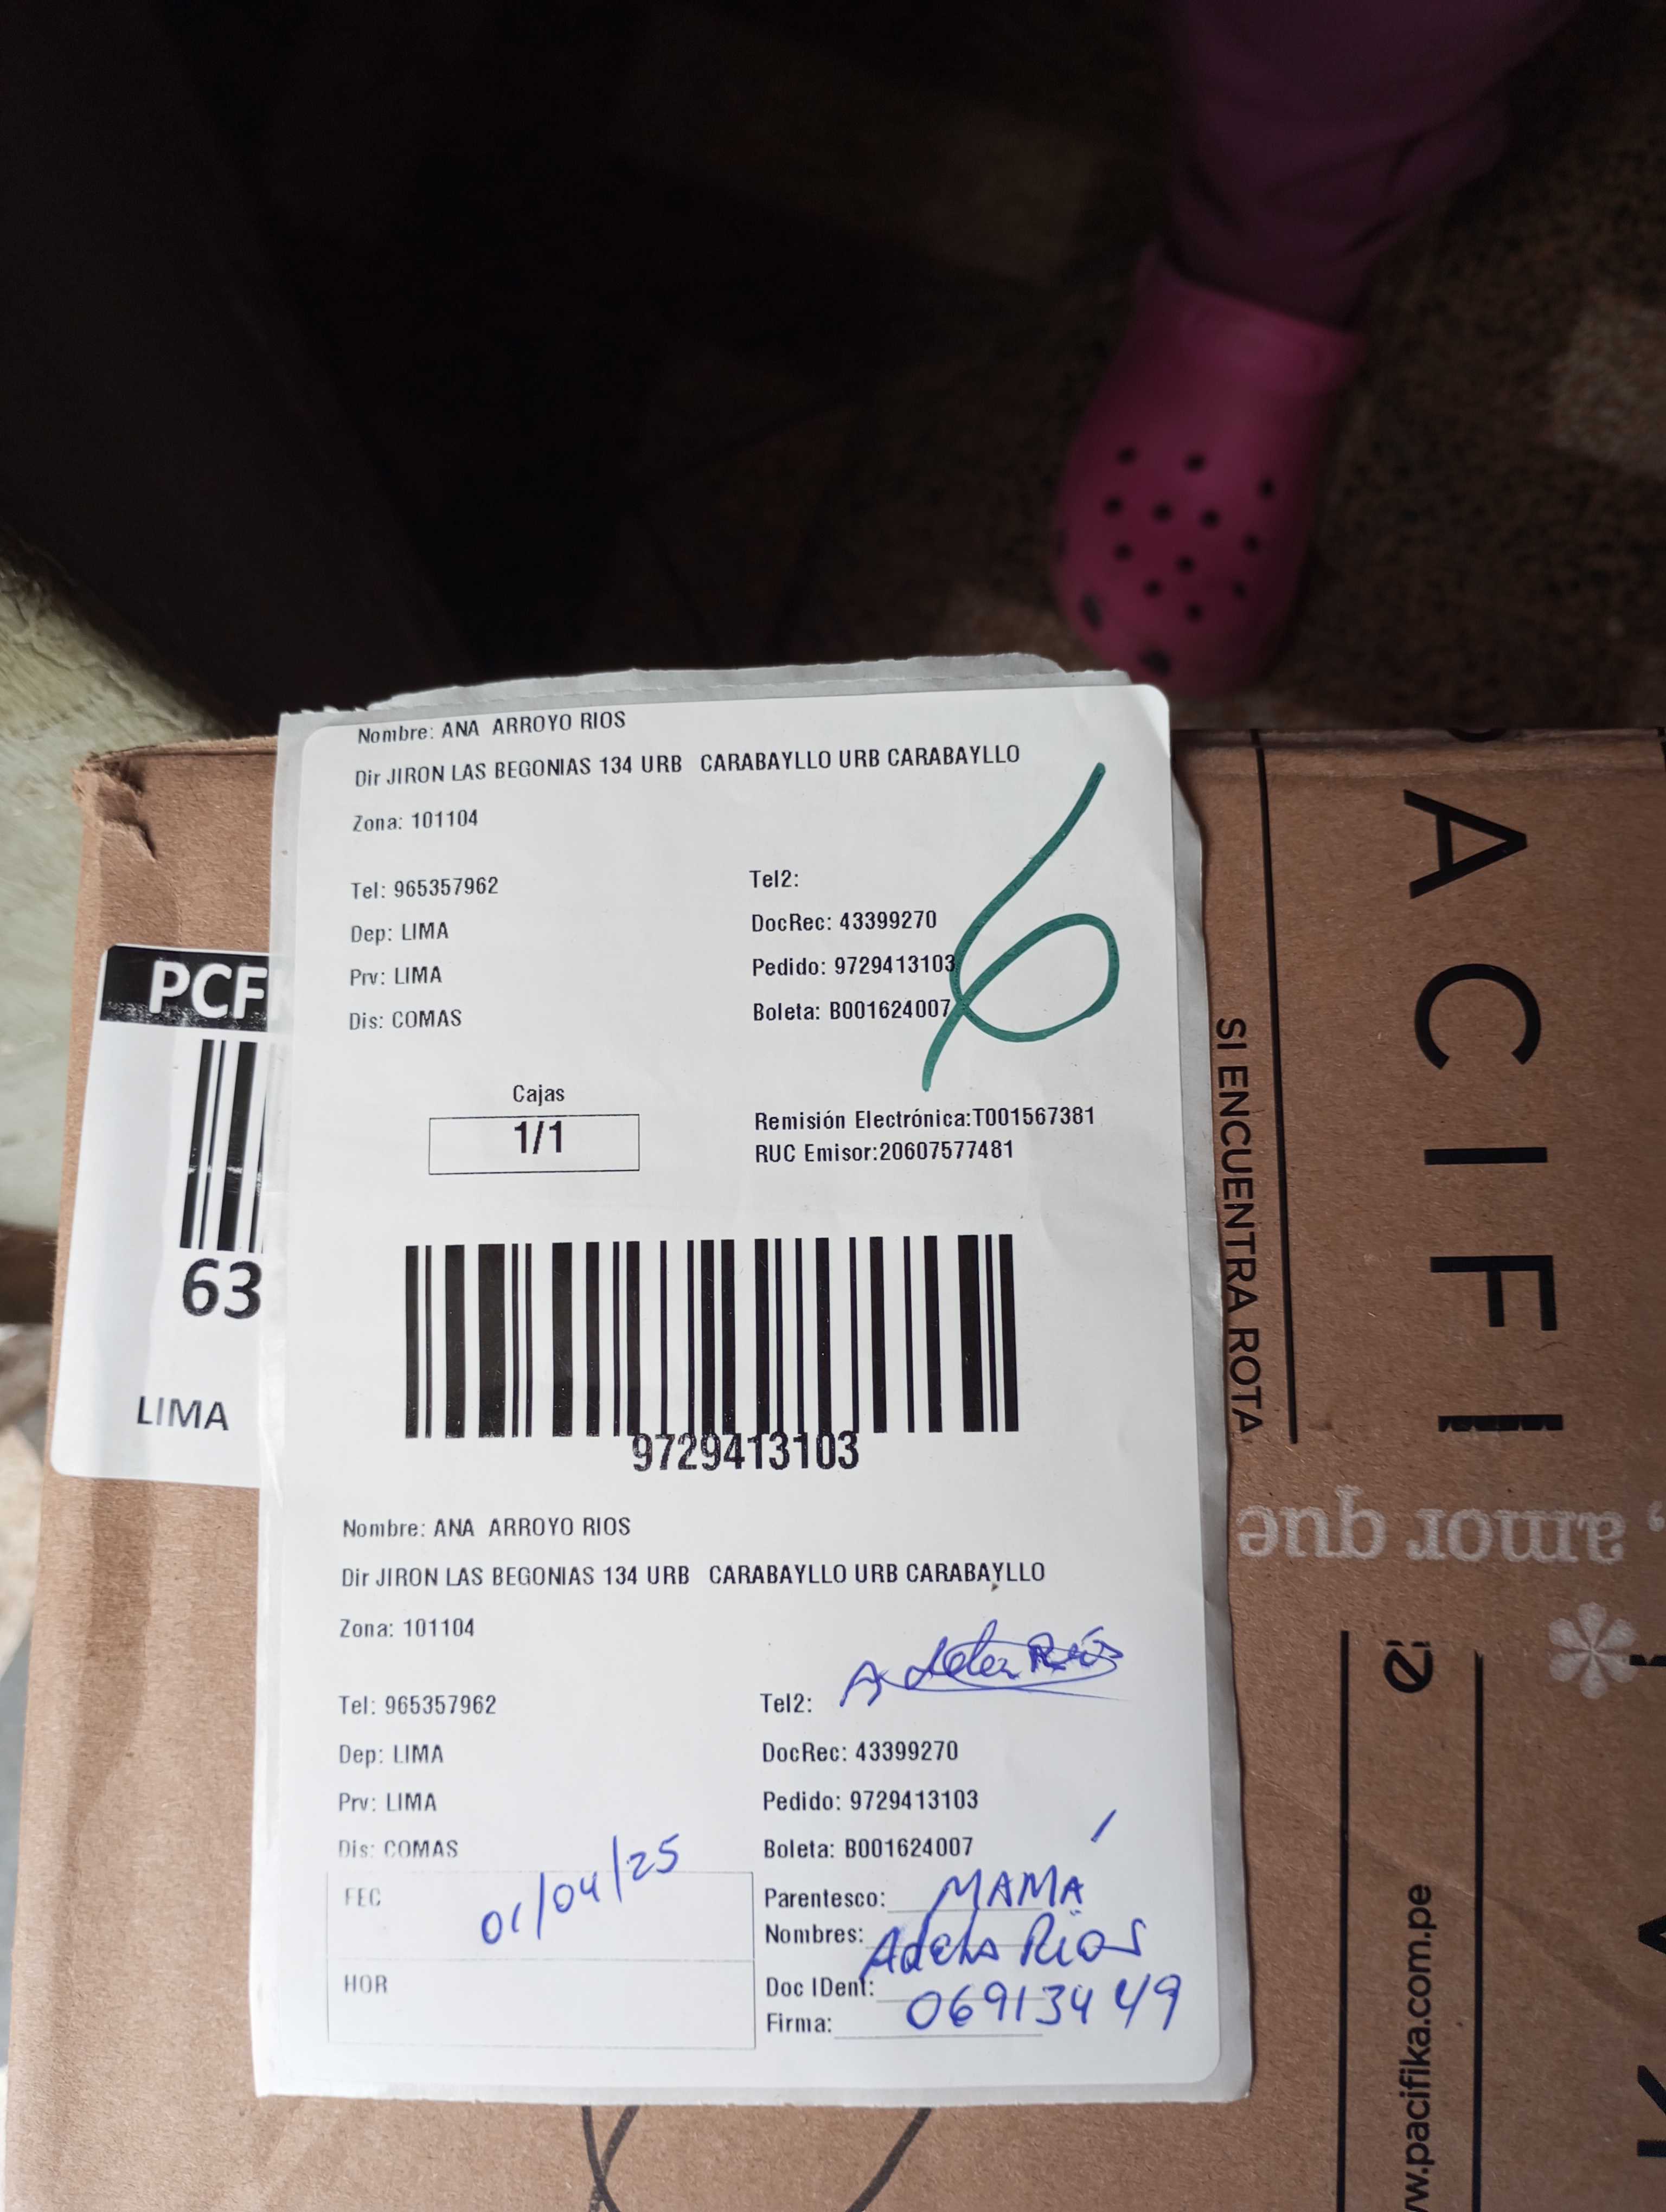 Nombre: ANA ARROYO RIOS
Dir JIRON LAS BEGONIAS 134 URB CARABAYLLO URB CARABAYLLO
Zona: 101104
Tel: 965357962
Tel2:
Dep: LIMA
DocRec: 43399270
Prv: LIMA
Pedido: 9729413103
Dis: COMAS
Boleta: B001624007
6
Cajas
1/1
Remisión Electrónica:T001567381
RUC Emisor:20607577481
9729413103
Nombre: ANA ARROYO RIOS
Dir JIRON LAS BEGONIAS 134 URB CARABAYLLO URB CARABAYLLO
Zona: 101104
Tel: 965357962
Tel2:
DocRec: 43399270
Dep: LIMA
Pedido: 9729413103
Prv: LIMA
Boleta: B001624007
Dis: COMAS
FEC 01/04/25
HOR
Parentesco: MAMÁ
Nombres: Adela Rios
Doc IDent: 06913449
Firma:
PCF
63
LIMA
ACIFI
SI ENCUENTRA ROTA
, amor que
w.pacifika.com.pe